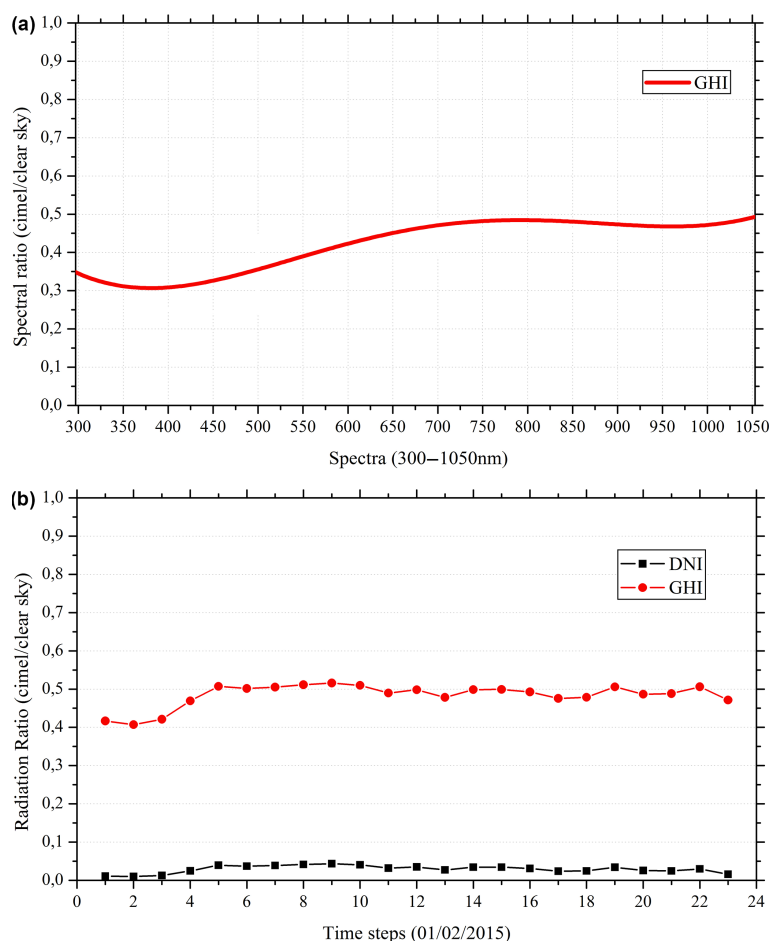 (a)
1,0
0,9
0,8
0,7
0,6
0,5
0,4
0,3
0,2
0,1
0,0
Spectral ratio (cimel/clear sky)
GHI
300 350 400 450 500 550 600 650 700 750 800 850 900 950 1000 1050
Spectra (300–1050nm)
(b)
1,0
0,9
0,8
0,7
0,6
0,5
0,4
0,3
0,2
0,1
0,0
Radiation Ratio (cimel/clear sky)
DNI
GHI
0 2 4 6 8 10 12 14 16 18 20 22 24
Time steps (01/02/2015)